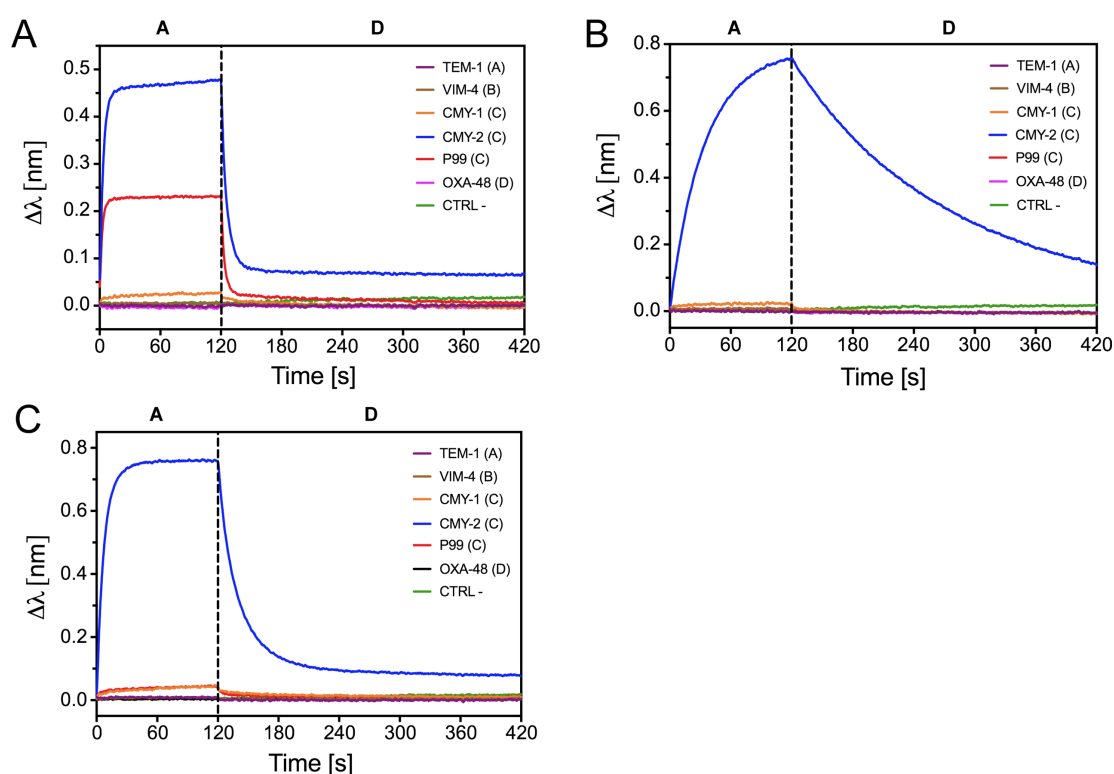 A
A D
Δλ [nm]
0.5
0.4
0.3
0.2
0.1
0.0
TEM-1 (A)
VIM-4 (B)
CMY-1 (C)
CMY-2 (C)
P99 (C)
OXA-48 (D)
CTRL -
0 60 120 180 240 300 360 420
Time [s]
B
A D
Δλ [nm]
0.8
0.6
0.4
0.2
0.0
TEM-1 (A)
VIM-4 (B)
CMY-1 (C)
CMY-2 (C)
P99 (C)
OXA-48 (D)
CTRL -
0 60 120 180 240 300 360 420
Time [s]
C
A D
Δλ [nm]
0.8
0.6
0.4
0.2
0.0
TEM-1 (A)
VIM-4 (B)
CMY-1 (C)
CMY-2 (C)
P99 (C)
OXA-48 (D)
CTRL -
0 60 120 180 240 300 360 420
Time [s]